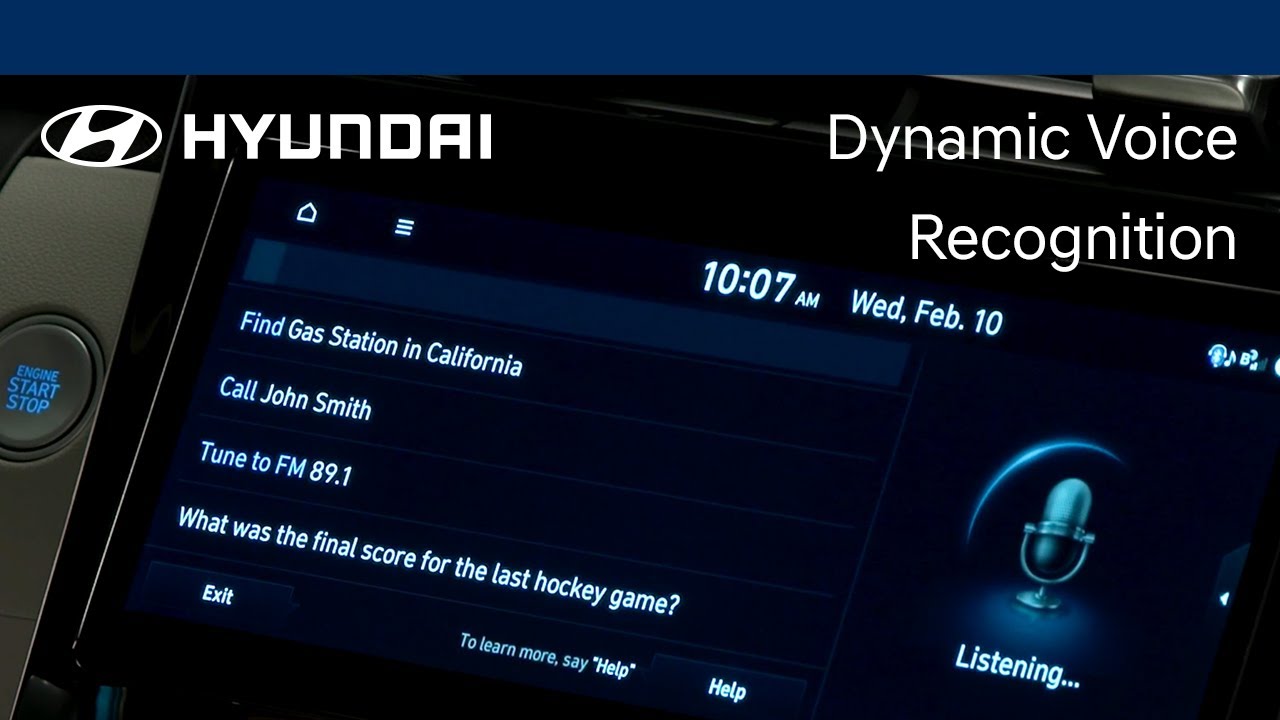 HYUNDAI
Dynamic Voice
Recognition
10:07 AM Wed, Feb. 10
Find Gas Station in California
Call John Smith
Tune to FM 89.1
What was the final score for the last hockey game?
ENGINE
START
STOP
Exit
To learn more, say "Help"
Help
Listening...